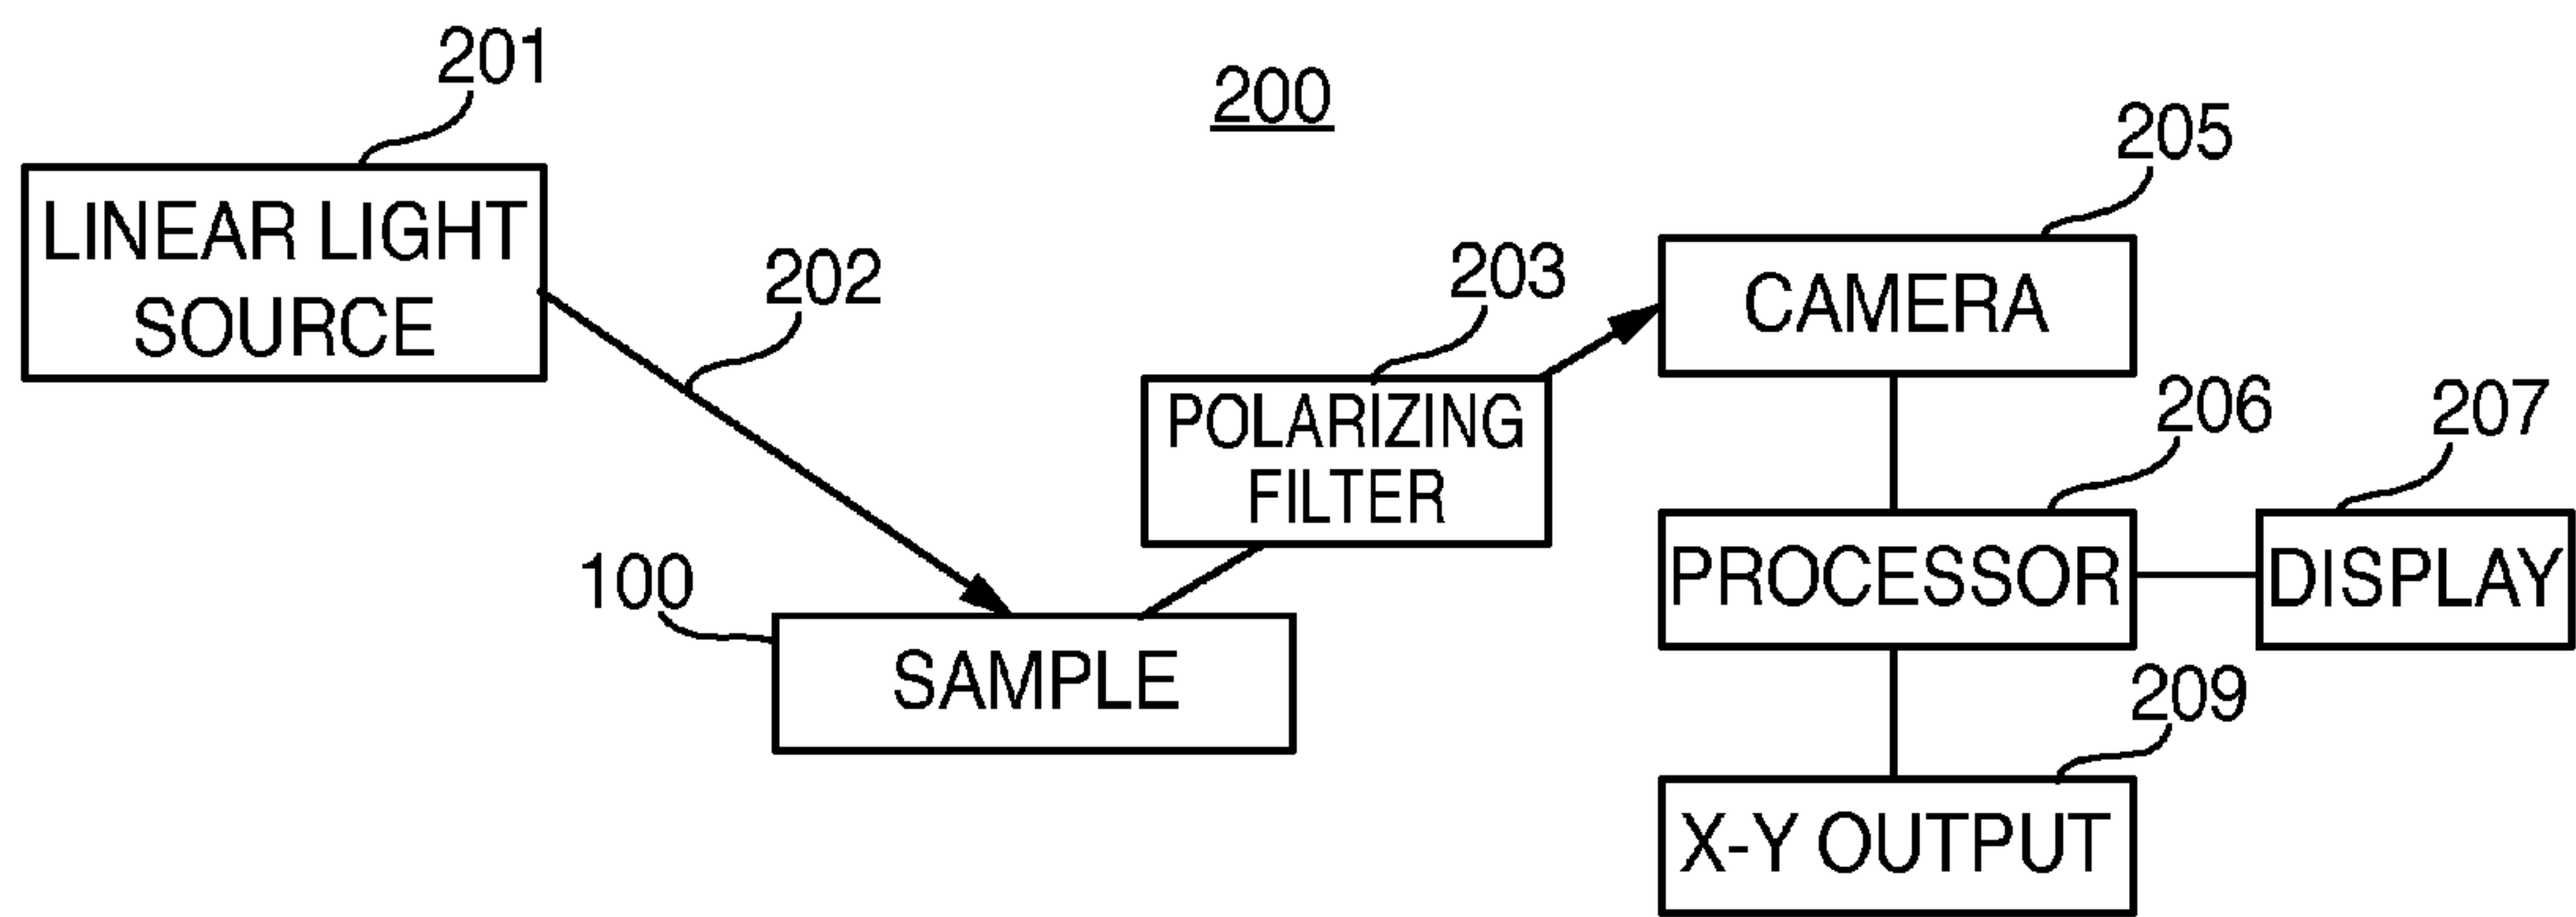 201
200
205
LINEAR LIGHT
SOURCE
202
203
CAMERA
POLARIZING
FILTER
206
207
100
PROCESSOR
DISPLAY
SAMPLE
209
X-Y OUTPUT